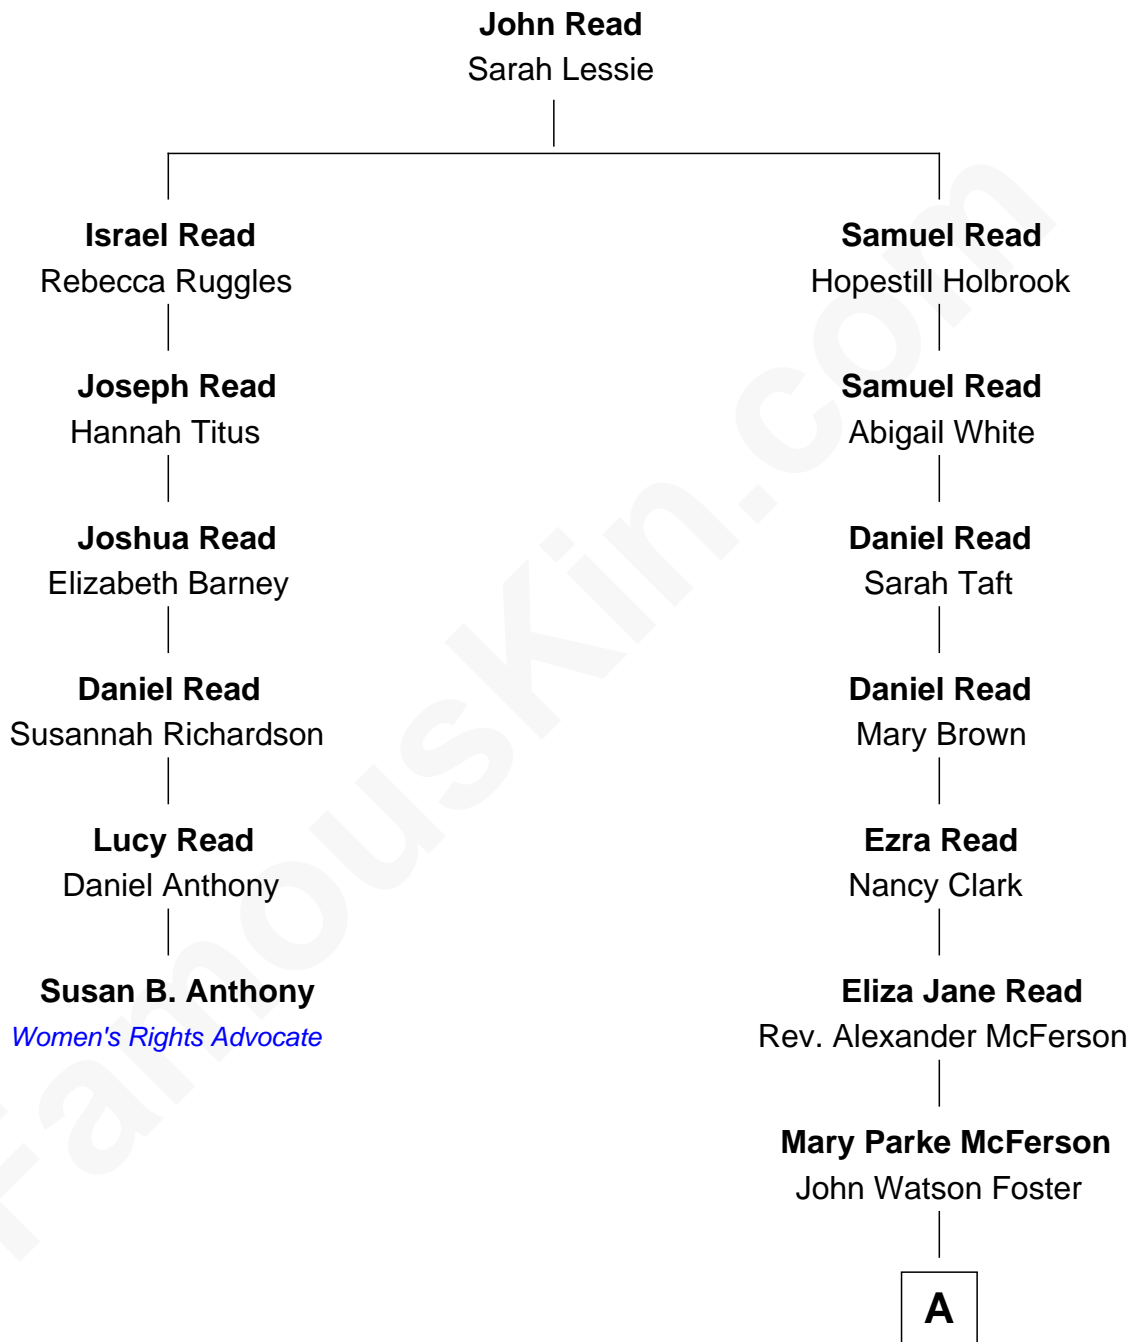 John Read
Sarah Lessie
Israel Read
Rebecca Ruggles
Samuel Read
Hopestill Holbrook
Joseph Read
Hannah Titus
Samuel Read
Abigail White
Joshua Read
Elizabeth Barney
Daniel Read
Sarah Taft
Daniel Read
Susannah Richardson
Daniel Read
Mary Brown
Lucy Read
Daniel Anthony
Ezra Read
Nancy Clark
Susan B. Anthony
Women's Rights Advocate
Eliza Jane Read
Rev. Alexander McFerson
Mary Parke McFerson
John Watson Foster
A
FamousKin.com